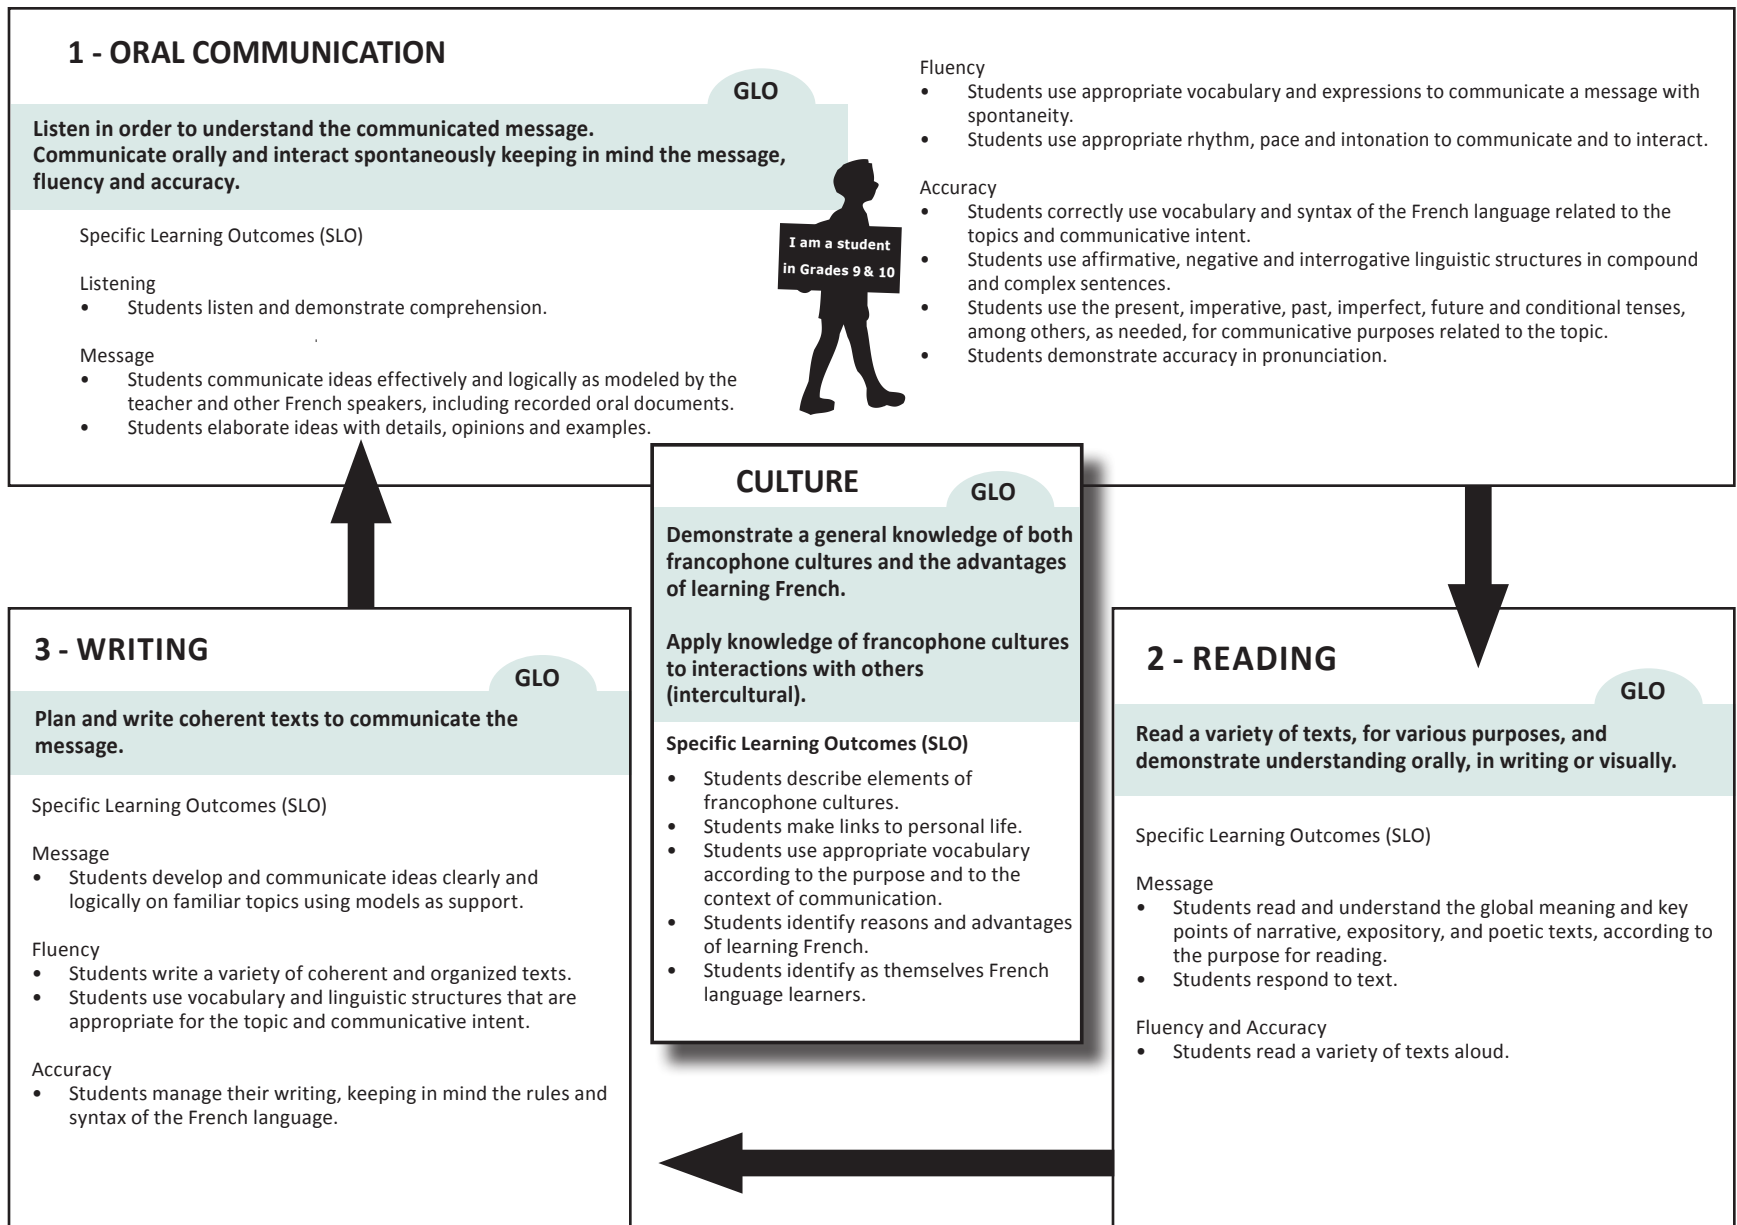 1 - ORAL COMMUNICATION
GLO
Listen in order to understand the communicated message.
Communicate orally and interact spontaneously keeping in mind the message,
fluency and accuracy.
Specific Learning Outcomes (SLO)
Listening
• Students listen and demonstrate comprehension.
Message
• Students communicate ideas effectively and logically as modeled by the
teacher and other French speakers, including recorded oral documents.
• Students elaborate ideas with details, opinions and examples.
I am a student
in Grades 9 & 10
Fluency
• Students use appropriate vocabulary and expressions to communicate a message with
spontaneity.
• Students use appropriate rhythm, pace and intonation to communicate and to interact.
Accuracy
• Students correctly use vocabulary and syntax of the French language related to the
topics and communicative intent.
• Students use affirmative, negative and interrogative linguistic structures in compound
and complex sentences.
• Students use the present, imperative, past, imperfect, future and conditional tenses,
among others, as needed, for communicative purposes related to the topic.
• Students demonstrate accuracy in pronunciation.
CULTURE
GLO
Demonstrate a general knowledge of both
francophone cultures and the advantages
of learning French.
Apply knowledge of francophone cultures
to interactions with others
(intercultural).
Specific Learning Outcomes (SLO)
• Students describe elements of
francophone cultures.
• Students make links to personal life.
• Students use appropriate vocabulary
according to the purpose and to the
context of communication.
• Students identify reasons and advantages
of learning French.
• Students identify as themselves French
language learners.
2 - READING
GLO
Read a variety of texts, for various purposes, and
demonstrate understanding orally, in writing or visually.
Specific Learning Outcomes (SLO)
Message
• Students read and understand the global meaning and key
points of narrative, expository, and poetic texts, according to
the purpose for reading.
• Students respond to text.
Fluency and Accuracy
• Students read a variety of texts aloud.
3 - WRITING
GLO
Plan and write coherent texts to communicate the
message.
Specific Learning Outcomes (SLO)
Message
• Students develop and communicate ideas clearly and
logically on familiar topics using models as support.
Fluency
• Students write a variety of coherent and organized texts.
• Students use vocabulary and linguistic structures that are
appropriate for the topic and communicative intent.
Accuracy
• Students manage their writing, keeping in mind the rules and
syntax of the French language.